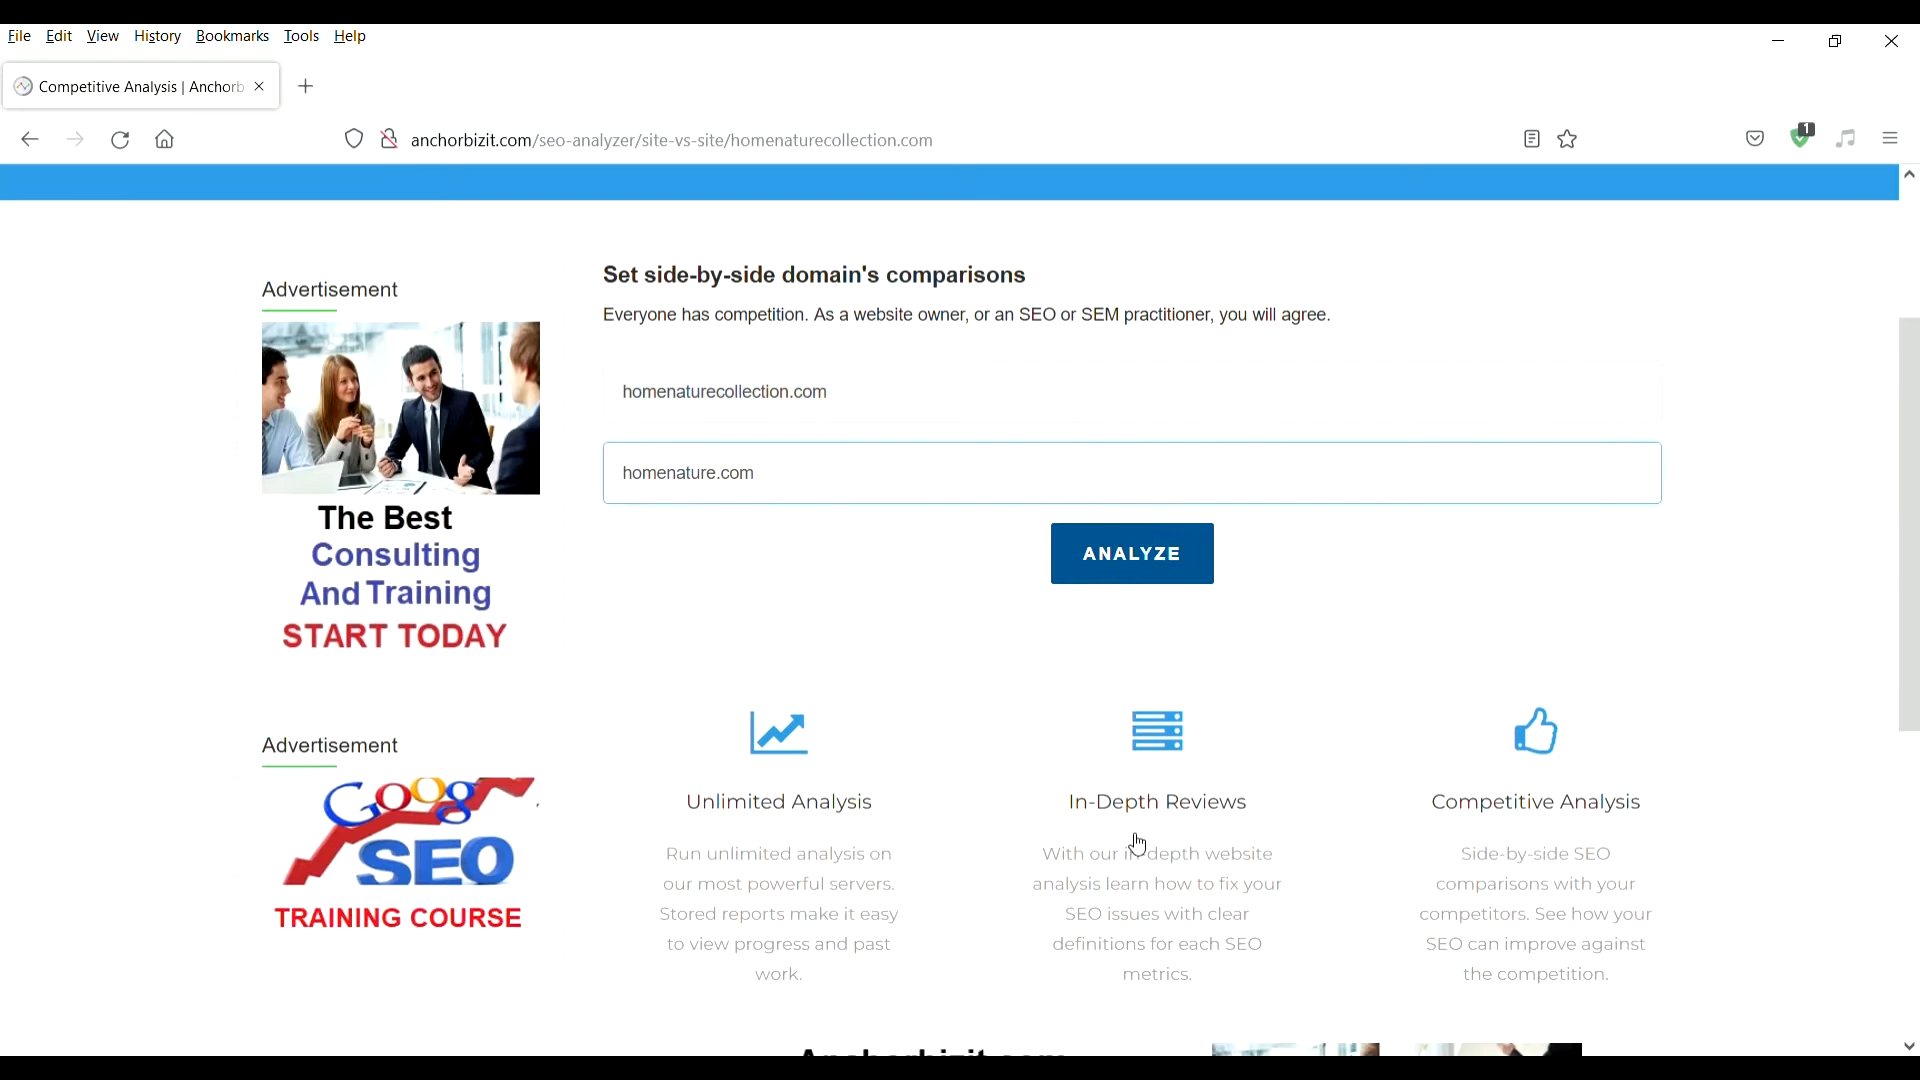 File Edit View History Bookmarks Tools Help
Competitive Analysis | Anchorb
anchorbizit.com/seo-analyzer/site-vs-site/homenaturecollection.com
1
Set side-by-side domain's comparisons
Everyone has competition. As a website owner, or an SEO or SEM practitioner, you will agree.
homenaturecollection.com
homenature.com
ANALYZE
Advertisement
The Best
Consulting
And Training
START TODAY
Advertisement
Goog
SEO
TRAINING COURSE
Unlimited Analysis
Run unlimited analysis on
our most powerful servers.
Stored reports make it easy
to view progress and past
work.
In-Depth Reviews
With our in-depth website
analysis learn how to fix your
SEO issues with clear
definitions for each SEO
metrics.
Competitive Analysis
Side-by-side SEO
comparisons with your
competitors. See how your
SEO can improve against
the competition.